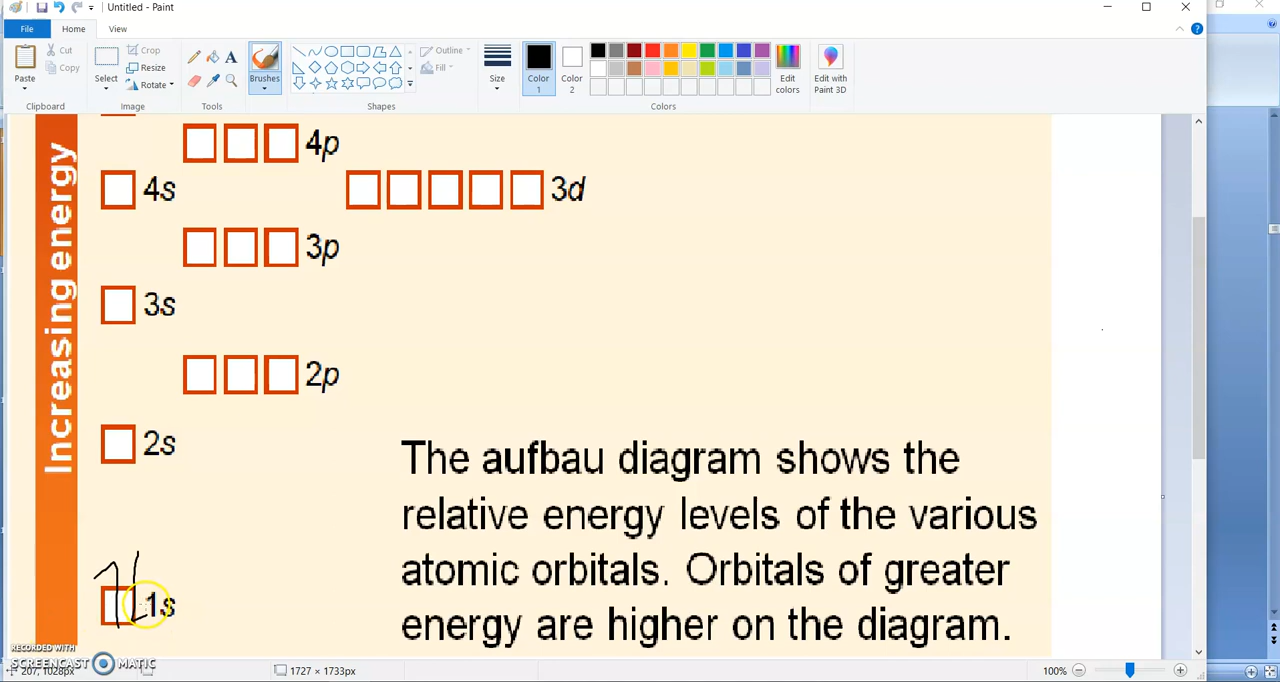 Untitled - Paint
File
Home
View
Cut
Copy
Paste
Clipboard
Select
Crop
Resize
Rotate
Image
A
Tools
Brushes
Outline
Fill
Shapes
Size
Color
1
Color
2
Edit
colors
Edit with
Paint 3D
Colors
Increasing energy
4p
4s
3d
3p
3s
2p
2s
1s
The aufbau diagram shows the
relative energy levels of the various
atomic orbitals. Orbitals of greater
energy are higher on the diagram.
RECORDED WITH
SCREENCAST MATIC
207, 1028px
1727 × 1733px
100%